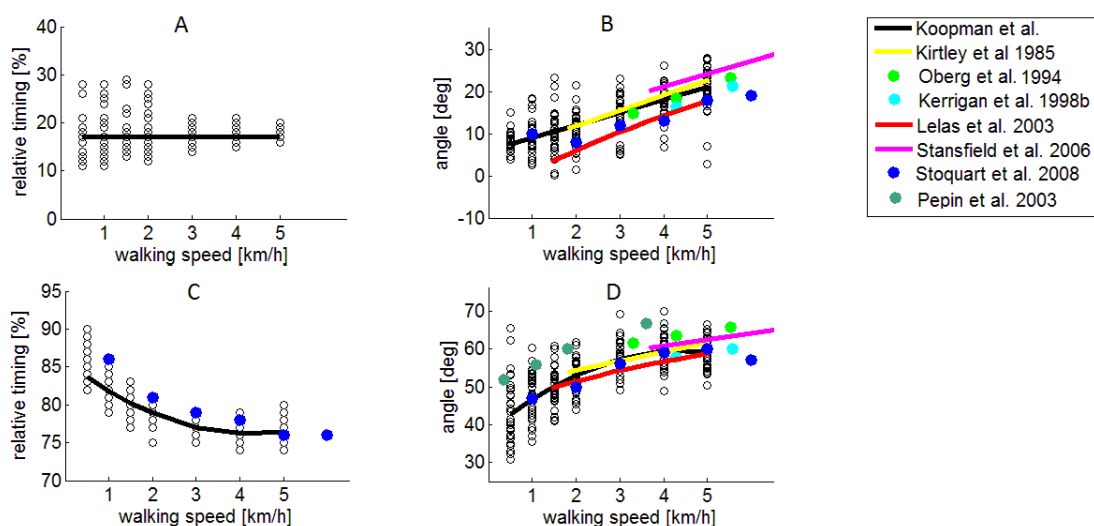 A
relative timing [%]
40
30
20
10
0
1 2 3 4 5
walking speed [km/h]
B
angle [deg]
30
20
10
0
-10
1 2 3 4 5
walking speed [km/h]
Koopman et al.
Kirtley et al 1985
Oberg et al. 1994
Kerrigan et al. 1998b
Lelas et al. 2003
Stansfield et al. 2006
Stoquart et al. 2008
Pepin et al. 2003
C
relative timing [%]
95
90
85
80
75
70
1 2 3 4 5
walking speed [km/h]
D
angle [deg]
70
60
50
40
30
1 2 3 4 5
walking speed [km/h]